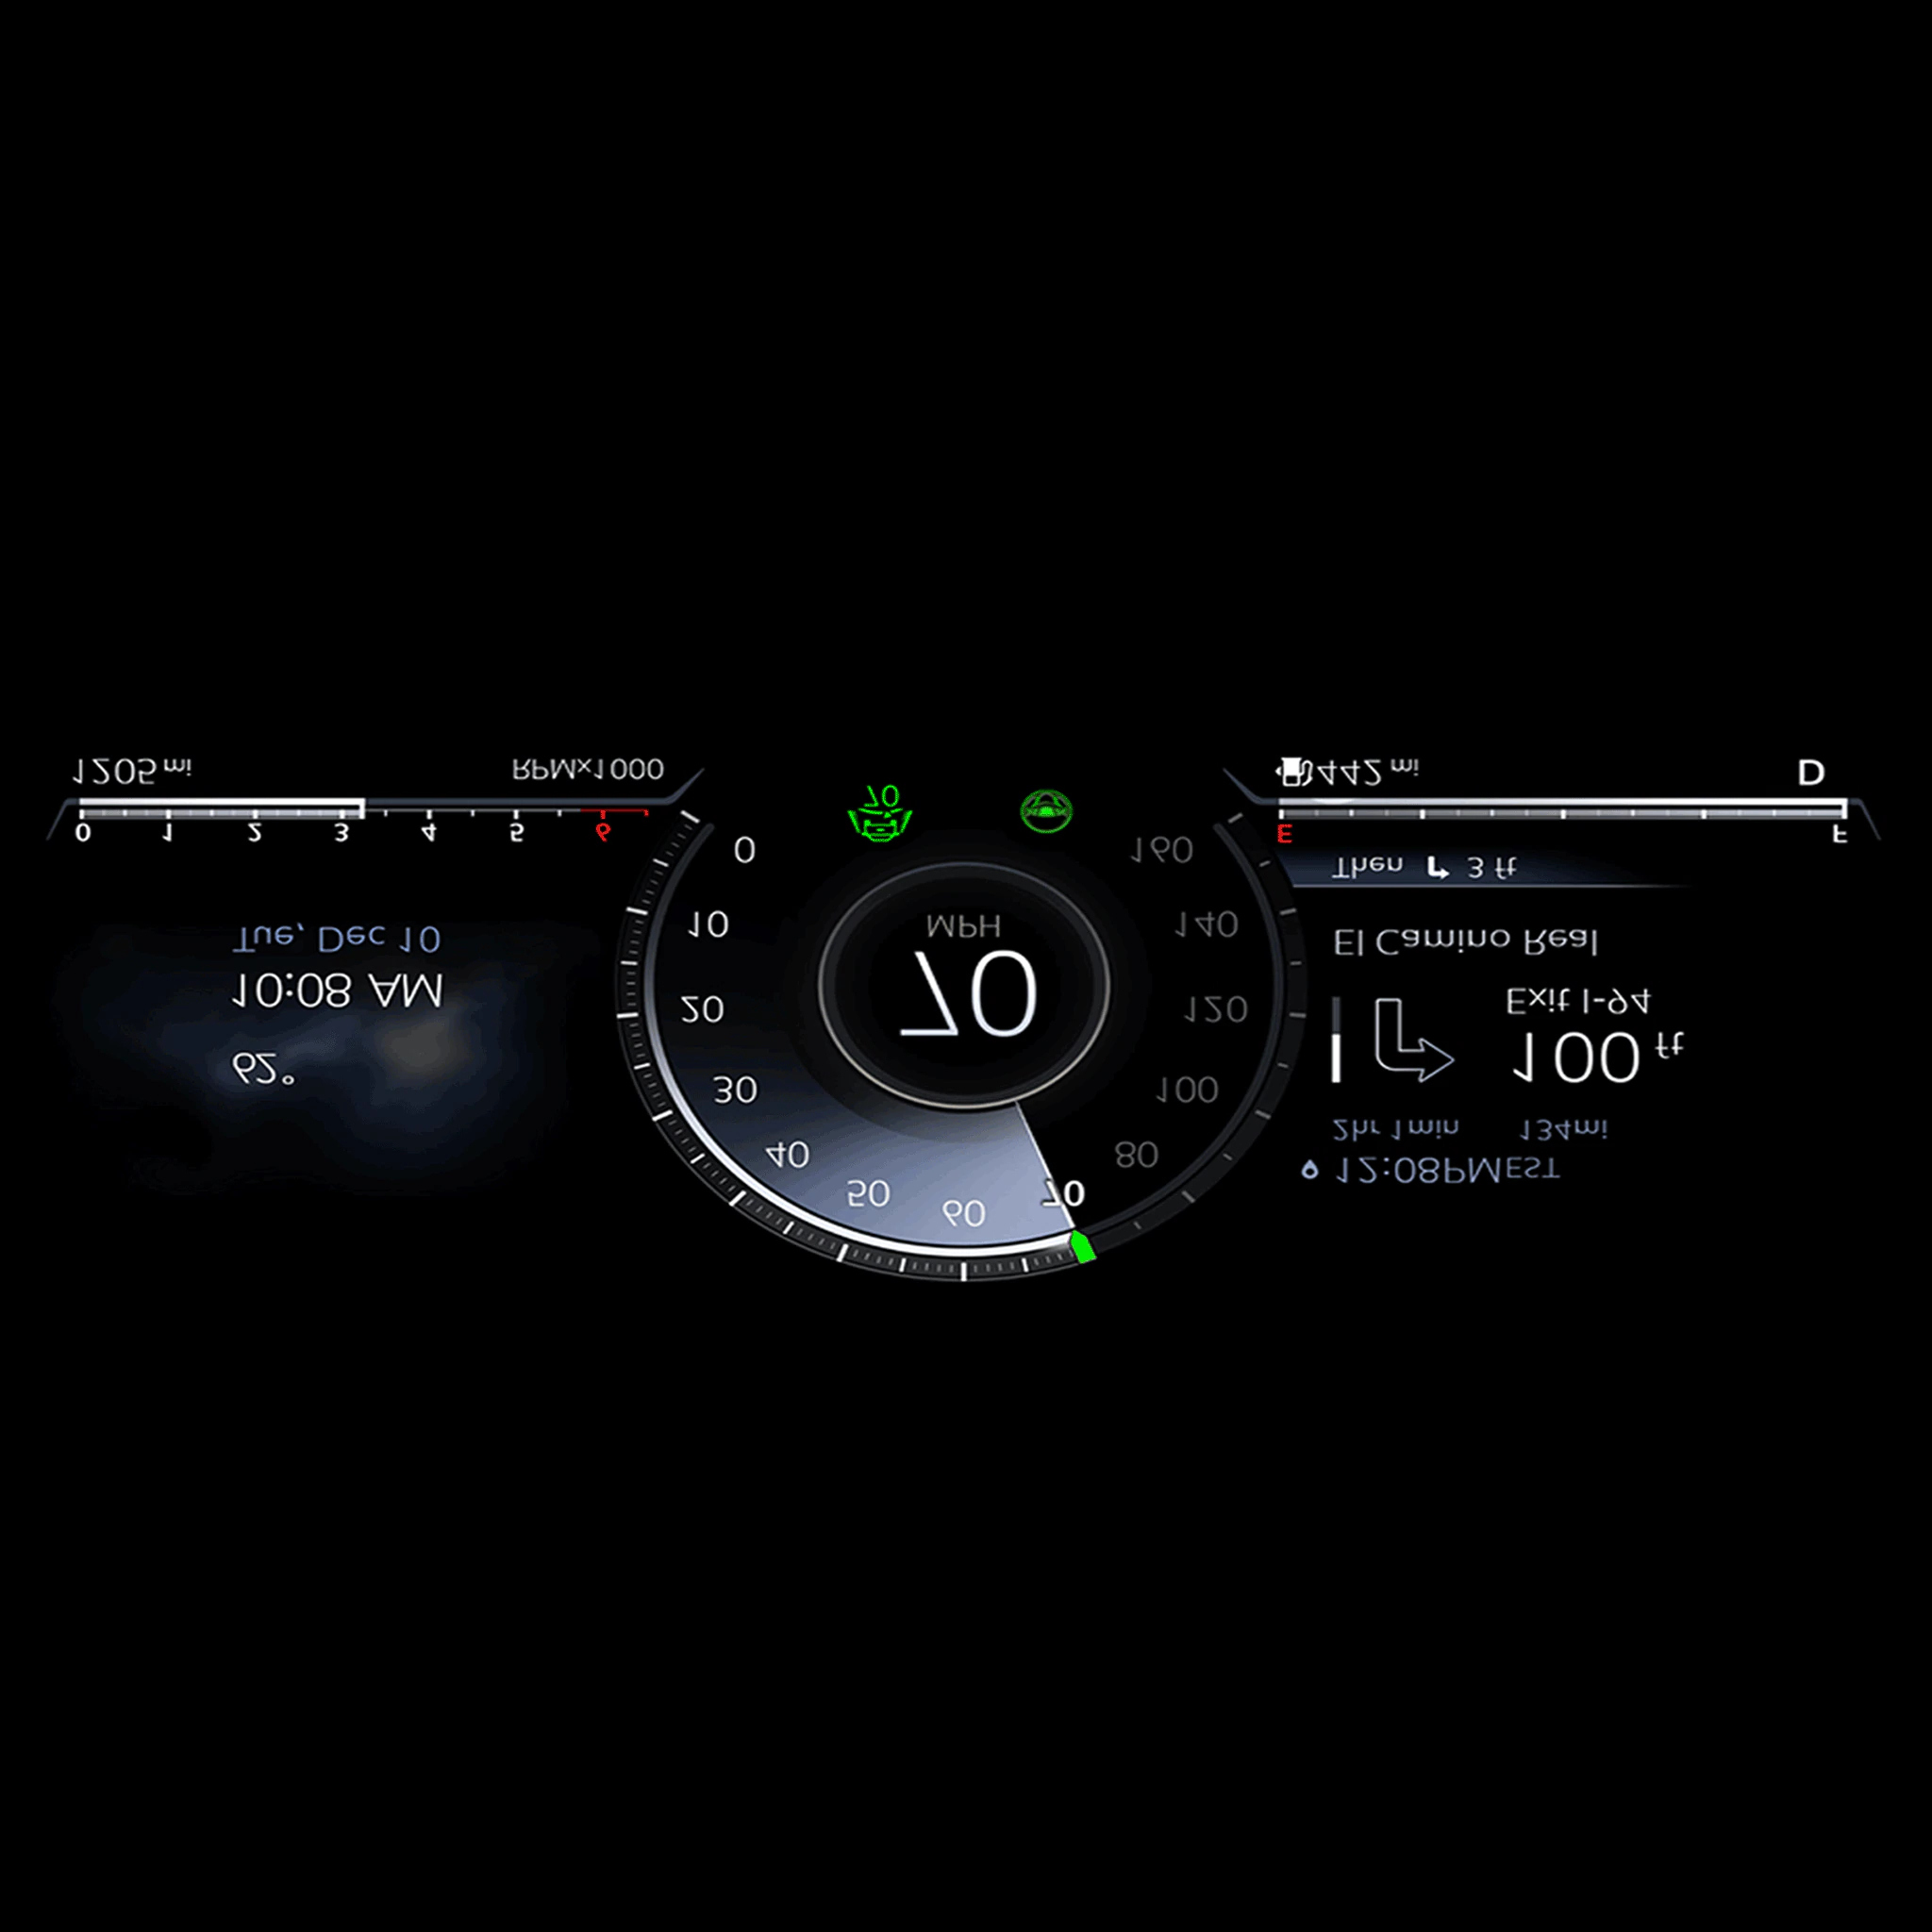 62°
10:08 AM
Tue, Dec 10
0 1 2 3 4 5 6
1205 mi
RPMx1000
60
50
70
40
80
30
100
20
120
10
140
0
160
70
MPH
70
12:08PM EST
2hr 1min 134mi
100 ft
Exit I-94
El Camino Real
Then 3 ft
E F
442 mi
D